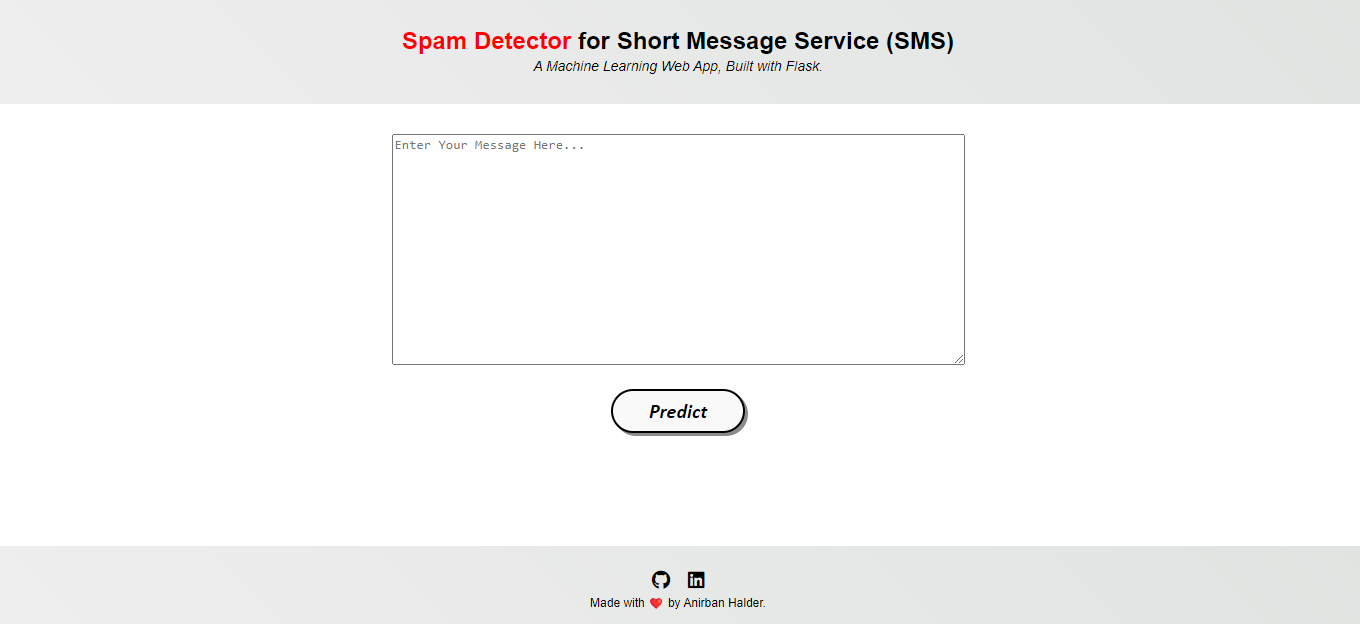 Spam Detector for Short Message Service (SMS)
A Machine Learning Web App, Built with Flask.
Enter Your Message Here...
Predict
in
Made with ❤️ by Anirban Halder.